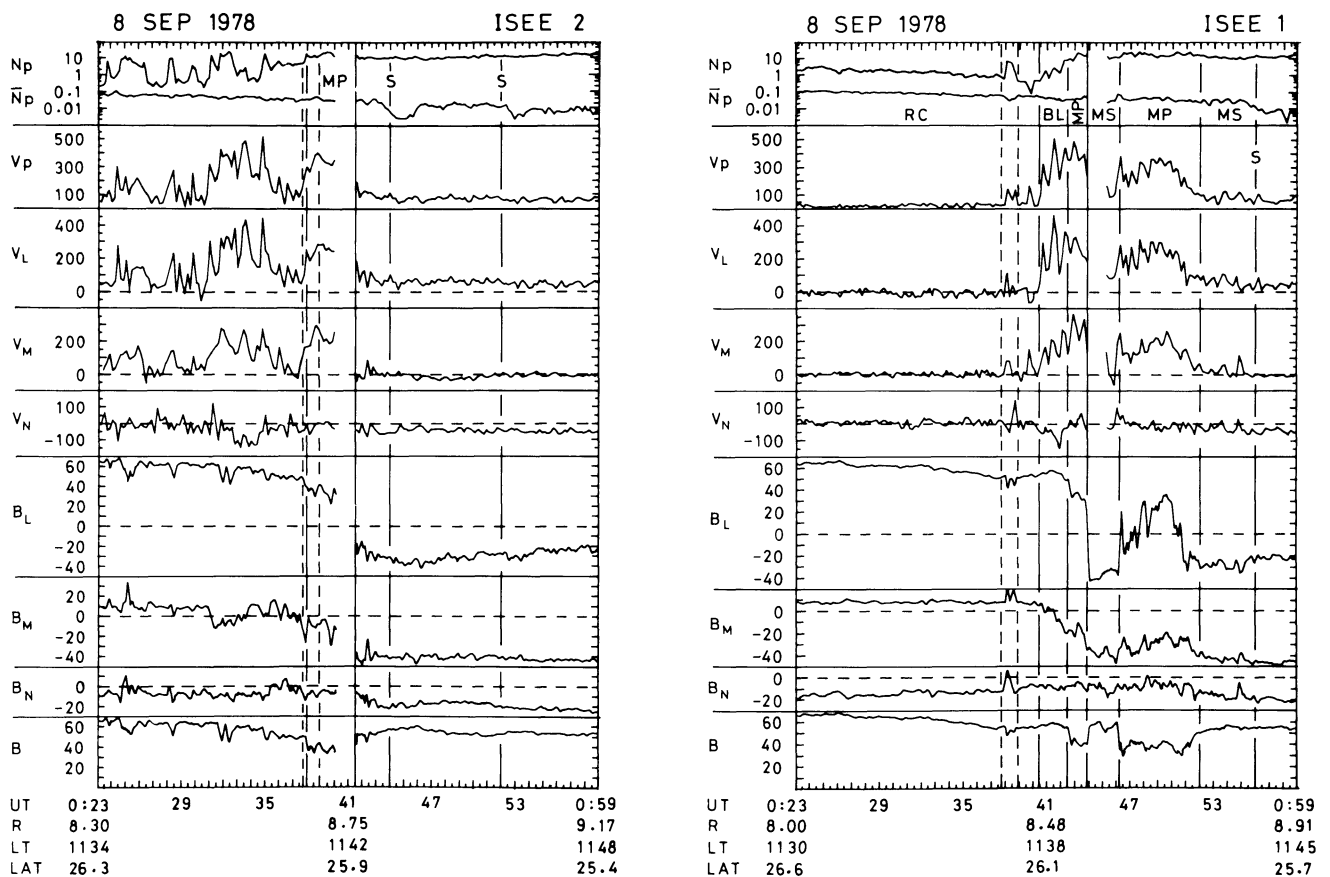 8 SEP 1978 ISEE 2
Np 10
1
N̄p 0.1
0.01
MP S S
Vp 500
300
100
VL 400
200
0
VM 200
0
VN 100
-100
BL 60
40
20
0
-20
-40
BM 20
0
-20
-40
BN 0
-20
B 60
40
20
UT 0:23 29 35 41 47 53 0:59
R 8.30 8.75 9.17
LT 1134 1142 1148
LAT 26.3 25.9 25.4
8 SEP 1978 ISEE 1
Np 10
1
N̄p 0.1
0.01
RC BL MP MS MP MS
Vp 500
300
100
S
VL 400
200
0
VM 200
0
VN 100
-100
BL 60
40
20
0
-20
-40
BM 0
-20
-40
BN 0
-20
B 60
40
20
UT 0:23 29 35 41 47 53 0:59
R 8.00 8.48 8.91
LT 1130 1138 1145
LAT 26.6 26.1 25.7